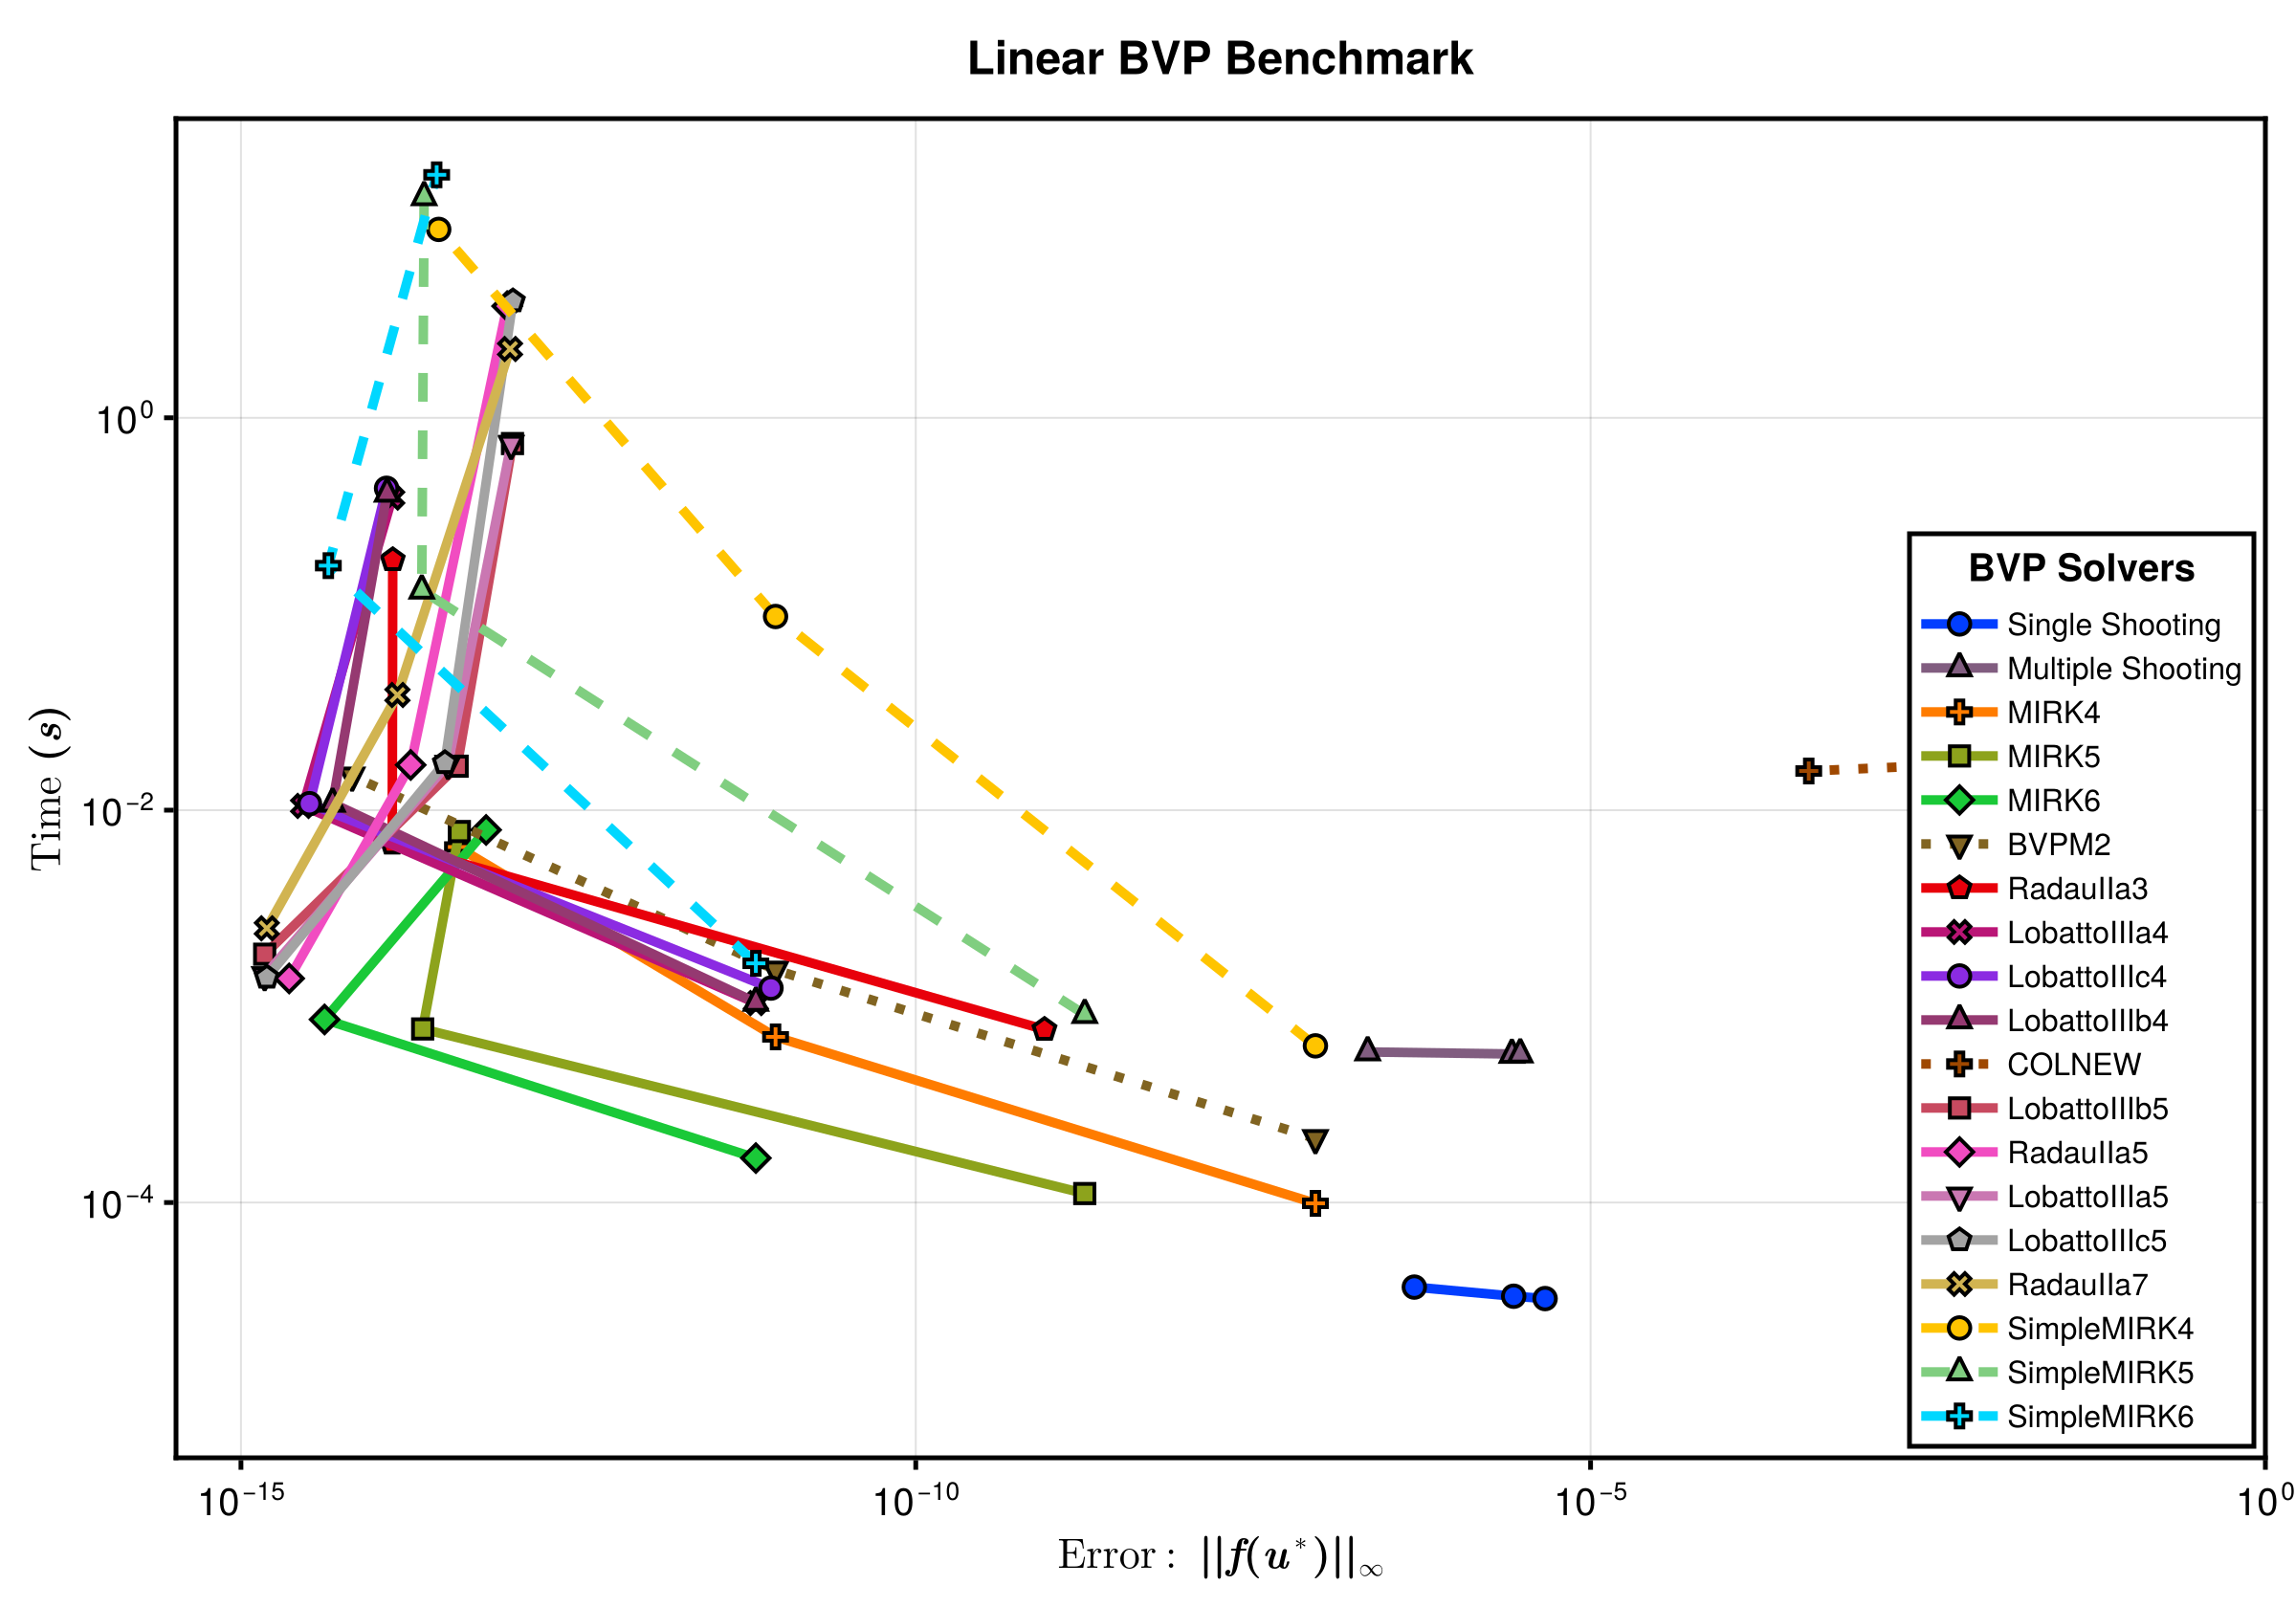 Linear BVP Benchmark
Time (s)
10⁰
10⁻²
10⁻⁴
10⁻¹⁵
10⁻¹⁰
10⁻⁵
10⁰
Error : ||f(u*)||∞
BVP Solvers
Single Shooting
Multiple Shooting
MIRK4
MIRK5
MIRK6
BVPM2
RadauIIa3
LobattoIIIa4
LobattoIIIc4
LobattoIIIb4
COLNEW
LobattoIIIb5
RadauIIa5
LobattoIIIa5
LobattoIIIc5
RadauIIa7
SimpleMIRK4
SimpleMIRK5
SimpleMIRK6